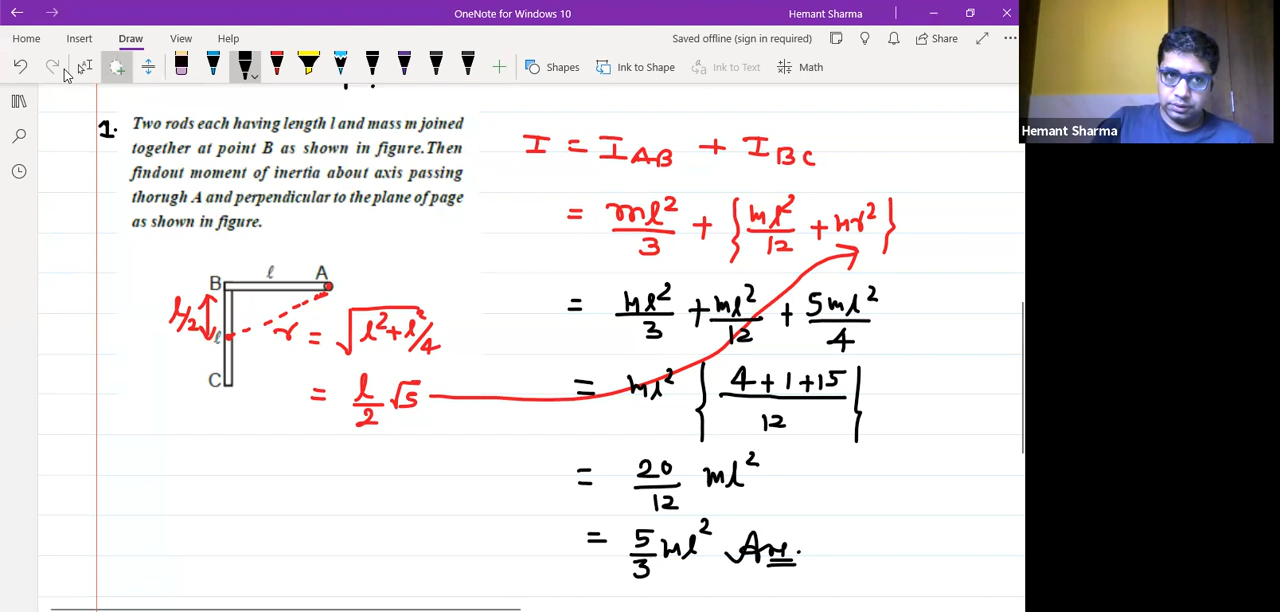 OneNote for Windows 10
Hemant Sharma
Home Insert Draw View Help
Saved offline (sign in required)
Share
Shapes
Ink to Shape
Ink to Text
Math
Hemant Sharma
1.
Two rods each having length l and mass m joined
together at point B as shown in figure.Then
findout moment of inertia about axis passing
thorugh A and perpendicular to the plane of page
as shown in figure.
B ℓ A
l/2
ℓ
C
r = √(l²+l²/4)
= l/2 √5
I = I_AB + I_BC
= ml²/3 + {ml²/12 + mr²}
= ml²/3 + ml²/12 + 5ml²/4
= ml² {(4+1+15)/12}
= 20/12 ml²
= 5/3 ml² Ans.